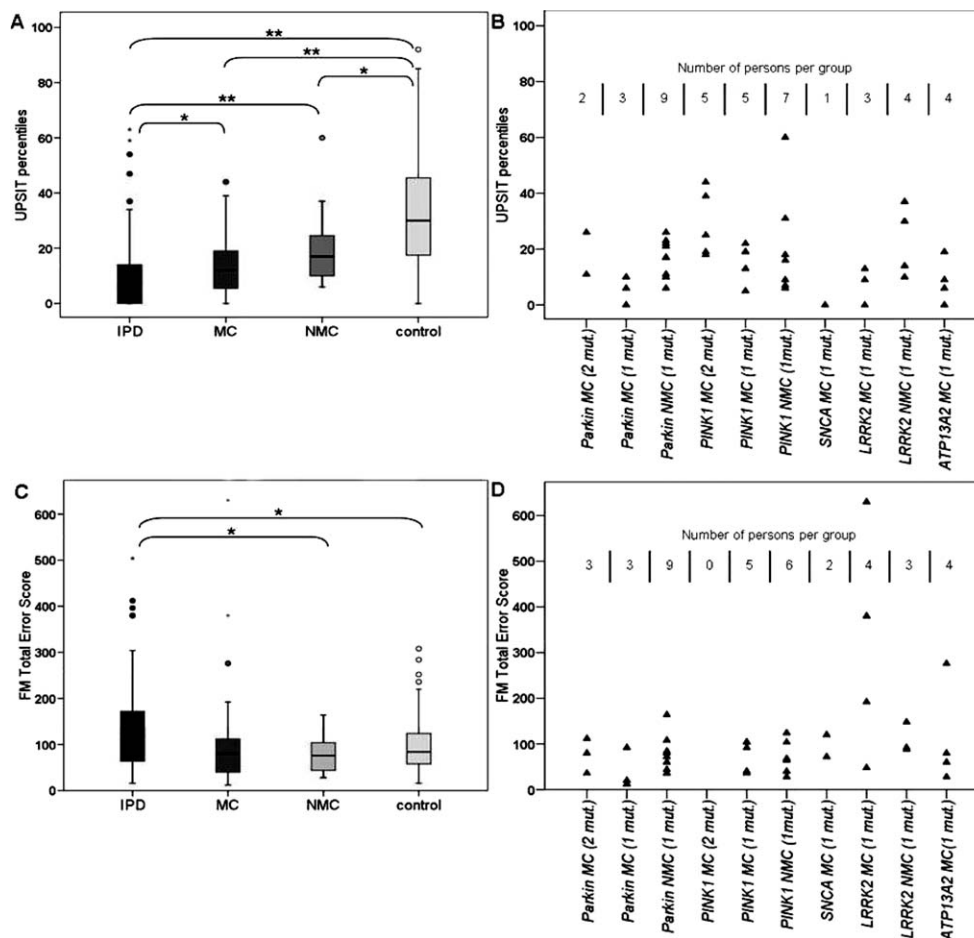 A
100
80
60
40
20
0
UPSIT percentiles
**
**
*
**
*
IPD MC NMC control
B
100
80
60
40
20
0
UPSIT percentiles
Number of persons per group
2 3 9 5 5 7 1 3 4 4
Parkin MC (2 mut.)
Parkin MC (1 mut.)
Parkin NMC (1 mut.)
PINK1 MC (2 mut.)
PINK1 MC (1 mut.)
PINK1 NMC (1mut.)
SNCA MC (1 mut.)
LRRK2 MC (1 mut.)
LRRK2 NMC (1 mut.)
ATP13A2 MC (1 mut.)
C
600
500
400
300
200
100
0
FM Total Error Score
*
*
IPD MC NMC control
D
600
500
400
300
200
100
0
FM Total Error Score
Number of persons per group
3 3 9 0 5 6 2 4 3 4
Parkin MC (2 mut.)
Parkin MC (1 mut.)
Parkin NMC (1 mut.)
PINK1 MC (2 mut.)
PINK1 MC (1 mut.)
PINK1 NMC (1 mut.)
SNCA MC (1 mut.)
LRRK2 MC (1 mut.)
LRRK2 NMC (1 mut.)
ATP13A2 MC(1 mut.)